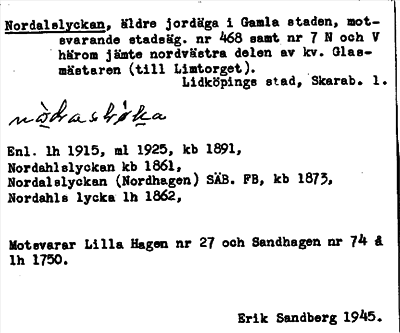 Nordalslyckan, äldre jordäga i Gamla staden, mot-
svarande stadsäg. nr 468 samt nr 7 N och V
härom jämte nordvästra delen av kv. Glas-
mästaren (till Limtorget).
Lidköpings stad, Skarab. l.
Enl. lh 1915, ml 1925, kb 1891,
Nordahlslyckan kb 1861,
Nordalslyckan (Nordhagen) SÄB. FB, kb 1873,
Nordahls lycka lh 1862,
Motsvarar Lilla Hagen nr 27 och Sandhagen nr 74 å
lh 1750.
Erik Sandberg 1945.